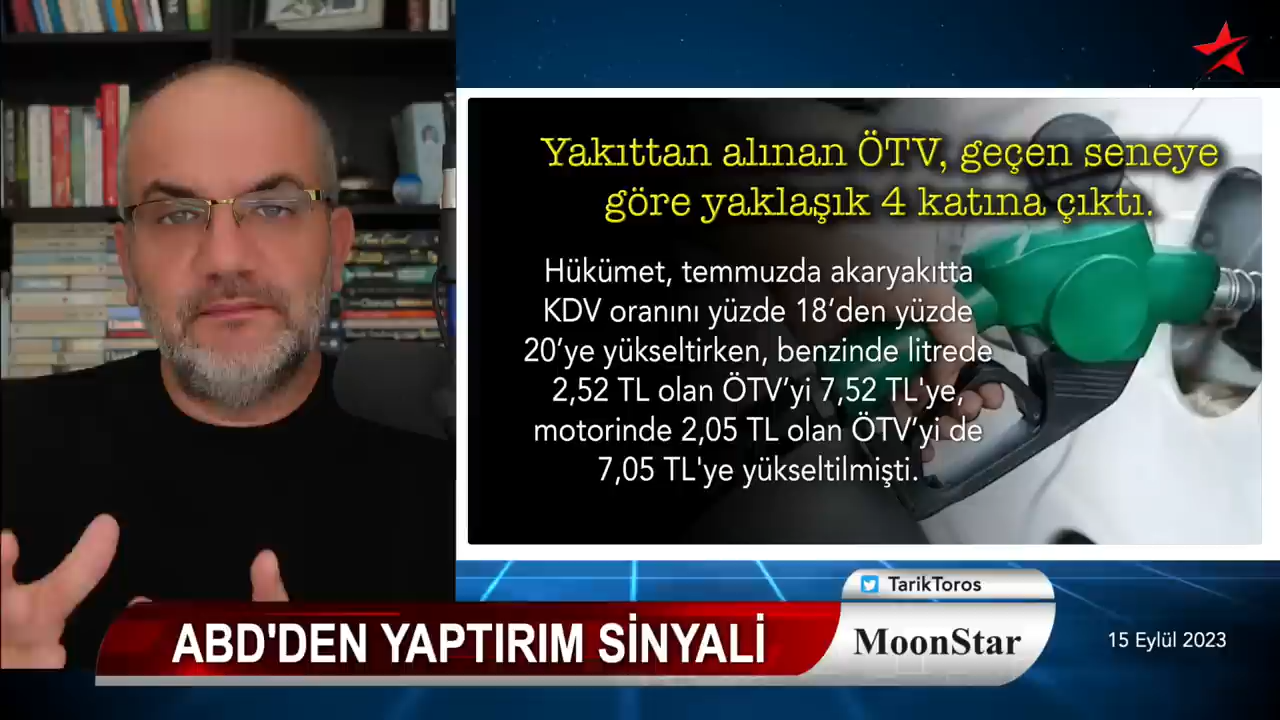 Yakıttan alınan ÖTV, geçen seneye
göre yaklaşık 4 katına çıktı.
Hükümet, temmuzda akaryakıtta
KDV oranını yüzde 18’den yüzde
20’ye yükseltirken, benzinde litrede
2,52 TL olan ÖTV’yi 7,52 TL'ye,
motorinde 2,05 TL olan ÖTV’yi de
7,05 TL'ye yükseltilmişti.
TarikToros
ABD'DEN YAPTIRIM SİNYALİ
MoonStar
15 Eylül 2023